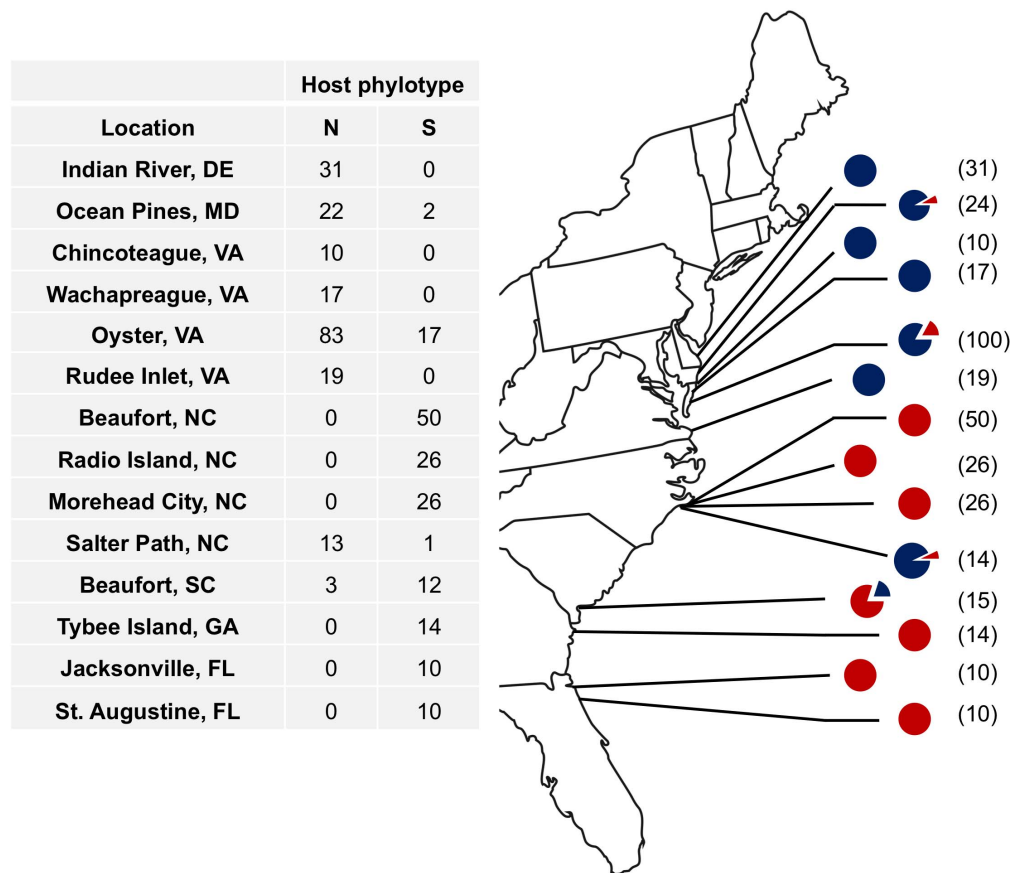 Host phylotype
Location N S
Indian River, DE 31 0
Ocean Pines, MD 22 2
Chincoteague, VA 10 0
Wachapreague, VA 17 0
Oyster, VA 83 17
Rudee Inlet, VA 19 0
Beaufort, NC 0 50
Radio Island, NC 0 26
Morehead City, NC 0 26
Salter Path, NC 13 1
Beaufort, SC 3 12
Tybee Island, GA 0 14
Jacksonville, FL 0 10
St. Augustine, FL 0 10
(31)
(24)
(10)
(17)
(100)
(19)
(50)
(26)
(26)
(14)
(15)
(14)
(10)
(10)